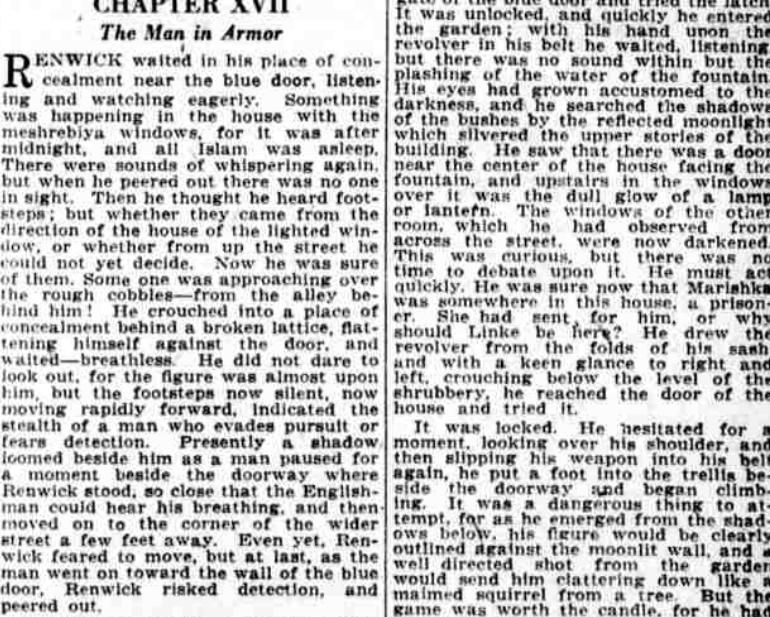 CHAPTER XVII
The Man in Armor
RENWICK waited in his place of con-
cealment near the blue door, listen-
ing and watching eagerly. Something
was happening in the house with the
meshrebiya windows, for it was after
midnight, and all Islam was asleep.
There were sounds of whispering again,
but when he peered out there was no one
in sight. Then he thought he heard foot-
steps; but whether they came from the
direction of the house of the lighted win-
dow, or whether from up the street he
could not yet decide. Now he was sure
of them. Some one was approaching over
the rough cobbles—from the alley be-
hind him! He crouched into a place of
concealment behind a broken lattice, flat-
tening himself against the door, and
waited—breathless. He did not dare to
look out, for the figure was almost upon
him, but the footsteps now silent, now
moving rapidly forward, indicated the
stealth of a man who evades pursuit or
fears detection. Presently a shadow
loomed beside him as a man paused for
a moment beside the doorway where
Renwick stood, so close that the English-
man could hear his breathing, and then
moved on to the corner of the wider
street a few feet away. Even yet, Ren-
wick feared to move, but at last, as the
man went on toward the wall of the blue
door, Renwick risked detection, and
peered out.
gate of the blue door and tried the latch
It was unlocked, and quickly he entered
the garden; with his hand upon the
revolver in his belt he waited, listening
but there was no sound within but the
plashing of the water of the fountain
His eyes had grown accustomed to the
darkness, and he searched the shadows
of the bushes by the reflected moonlight
which silvered the upper stories of the
building. He saw that there was a door
near the center of the house facing the
fountain, and upstairs in the windows
over it was the dull glow of a lamp
or lantern. The windows of the other
room, which he had observed from
across the street, were now darkened.
This was curious, but there was no
time to debate upon it. He must act
quickly. He was sure now that Marishka
was somewhere in this house, a prison-
er. She had sent for him, or why
should Linke be here? He drew the
revolver from the folds of his sash
and with a keen glance to right and
left, crouching below the level of the
shrubbery, he reached the door of the
house and tried it.
It was locked. He hesitated for a
moment, looking over his shoulder, and
then slipping his weapon into his belt
again, he put a foot into the trellis be-
side the doorway and began climb-
ing. It was a dangerous thing to at-
tempt, for as he emerged from the shad-
ows below, his figure would be clearly
outlined against the moonlit wall, and a
well directed shot from the garden
would send him clattering down like a
maimed squirrel from a tree. But the
game was worth the candle, for he had